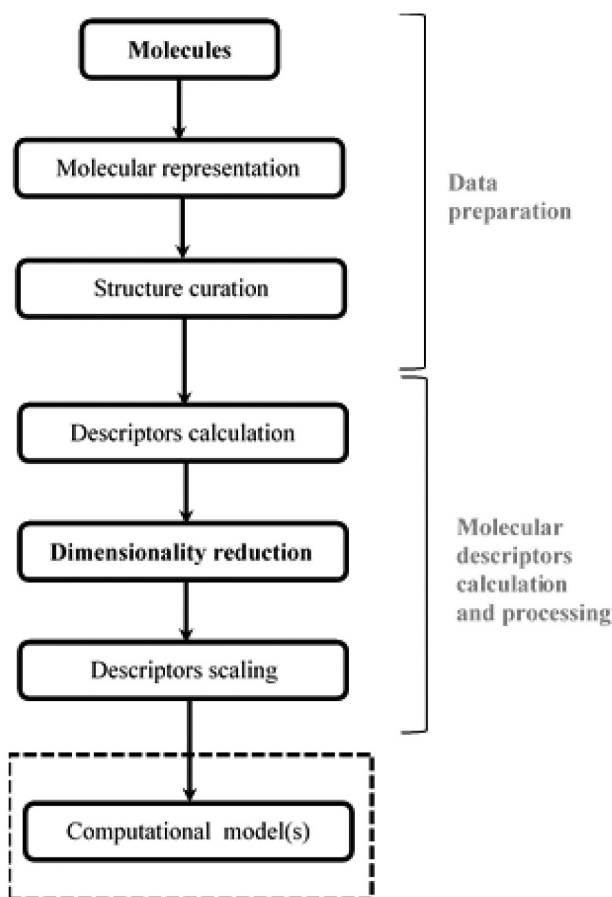 Molecules
Molecular representation
Structure curation
Data
preparation
Descriptors calculation
Dimensionality reduction
Descriptors scaling
Molecular
descriptors
calculation
and processing
Computational model(s)